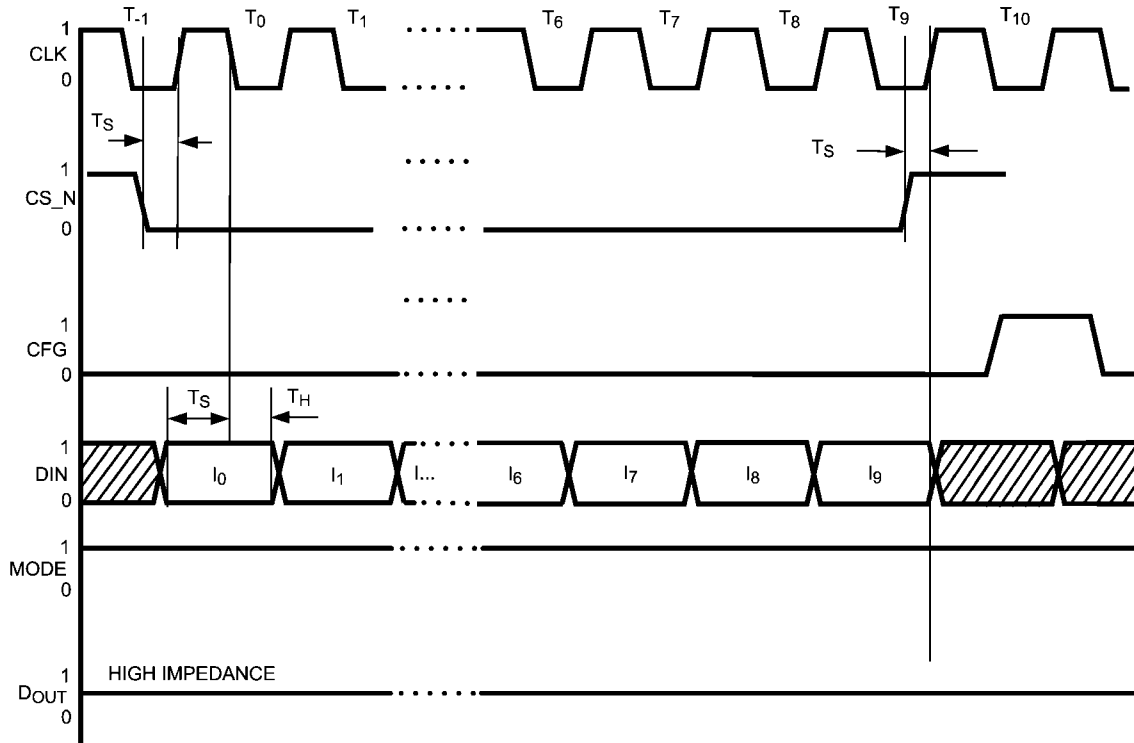 T-1 T0 T1 T6 T7 T8 T9 T10
1
CLK
0
TS TS
1
CS_N
0
1
CFG
0
TS TH
1
DIN I0 I1 I... I6 I7 I8 I9
0
1
MODE
0
1 HIGH IMPEDANCE
DOUT
0